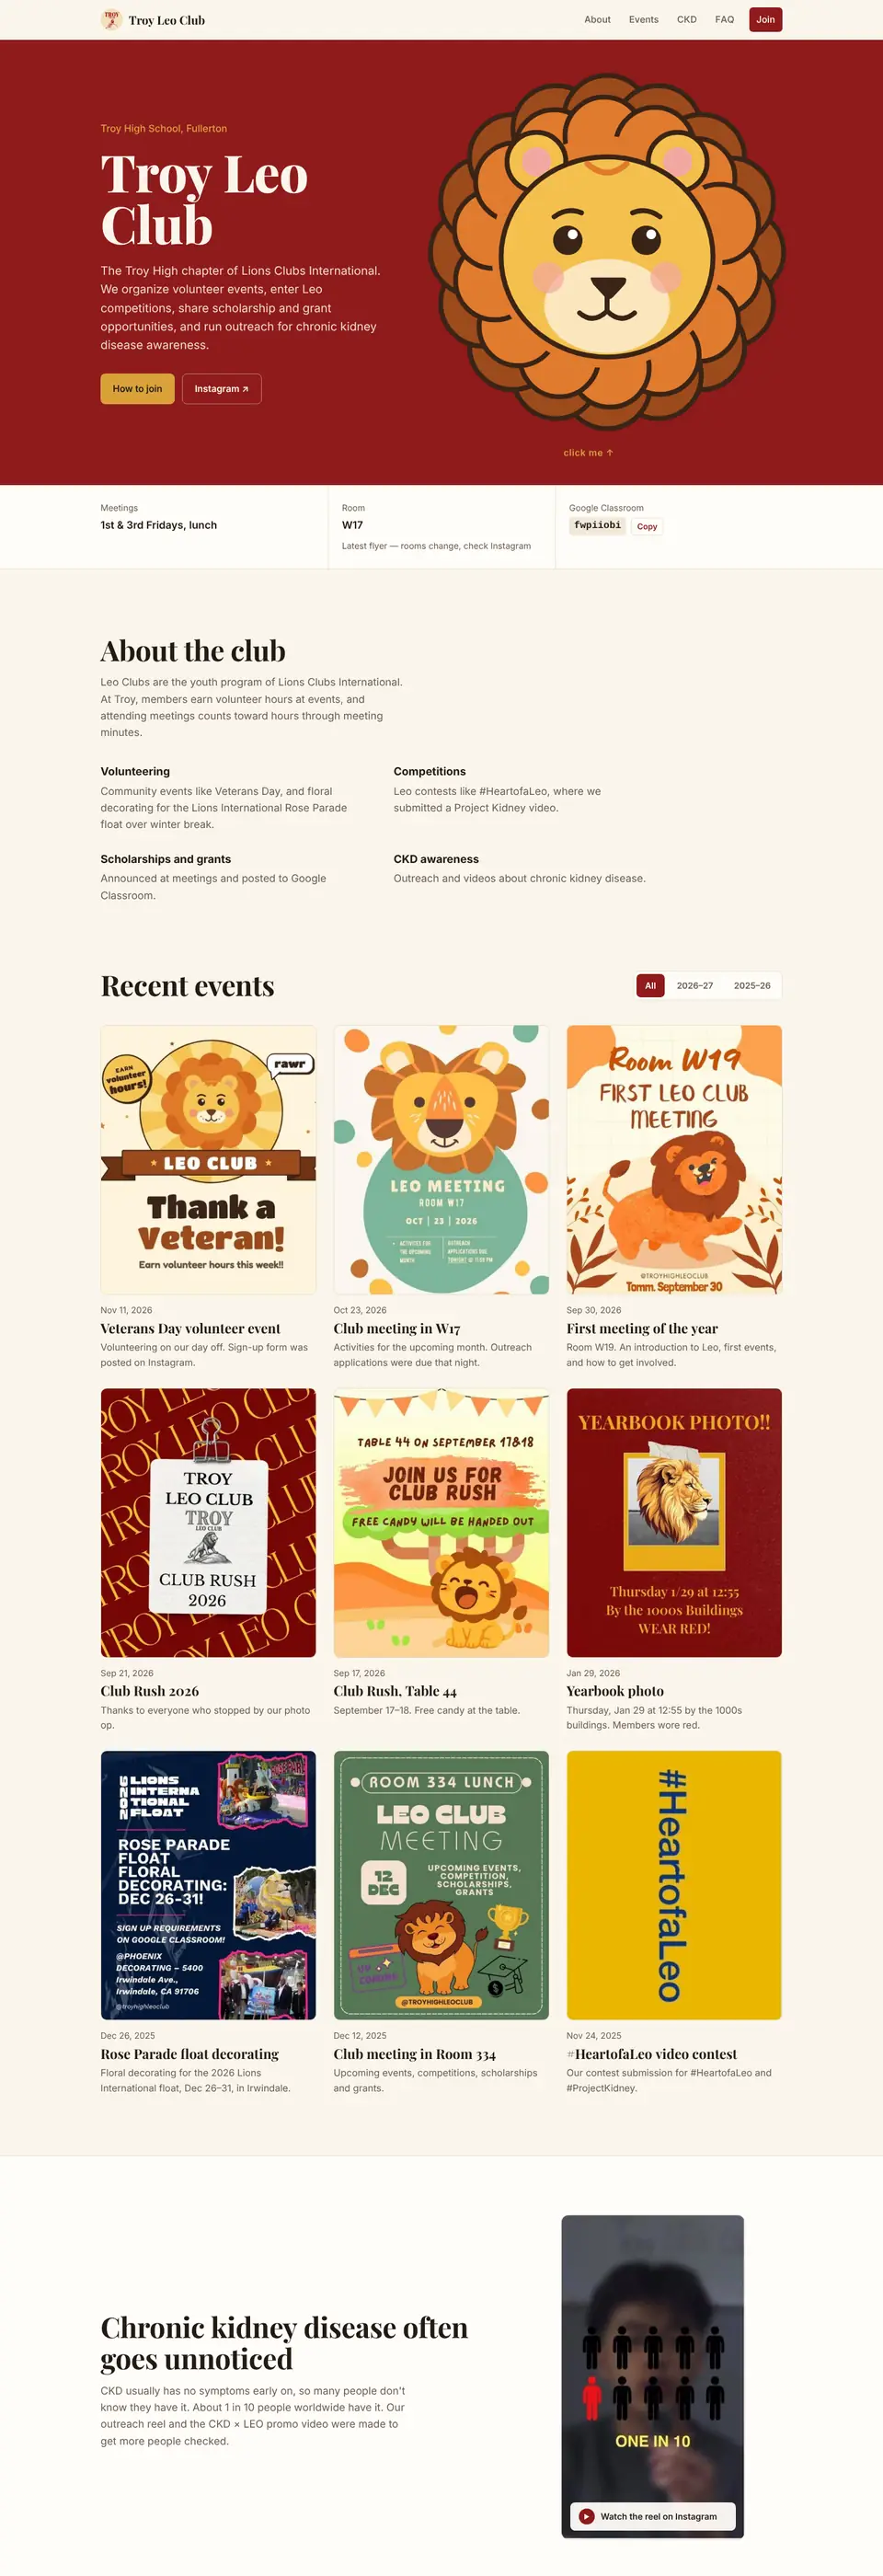 Troy Leo Club
About
Events
CKD
FAQ
Join
Troy High School, Fullerton
Troy Leo
Club
The Troy High chapter of Lions Clubs International.
We organize volunteer events, enter Leo
competitions, share scholarship and grant
opportunities, and run outreach for chronic kidney
disease awareness.
How to join
Instagram ↗
click me ↑
Meetings
1st & 3rd Fridays, lunch
Room
W17
Latest flyer — rooms change, check Instagram
Google Classroom
fwpiiobi
Copy
About the club
Leo Clubs are the youth program of Lions Clubs International.
At Troy, members earn volunteer hours at events, and
attending meetings counts toward hours through meeting
minutes.
Volunteering
Community events like Veterans Day, and floral
decorating for the Lions International Rose Parade
float over winter break.
Competitions
Leo contests like #HeartofaLeo, where we
submitted a Project Kidney video.
Scholarships and grants
Announced at meetings and posted to Google
Classroom.
CKD awareness
Outreach and videos about chronic kidney disease.
Recent events
All
2026–27
2025–26
EARN
volunteer
hours!
rawr
LEO CLUB
Thank a
Veteran!
Earn volunteer hours this week!!
Nov 11, 2026
Veterans Day volunteer event
Volunteering on our day off. Sign-up form was
posted on Instagram.
LEO MEETING
ROOM W17
OCT | 23 | 2026
ACTIVITIES FOR
THE UPCOMING
MONTH
OUTREACH
APPLICATIONS DUE
TONIGHT @ 11:59 PM
Oct 23, 2026
Club meeting in W17
Activities for the upcoming month. Outreach
applications were due that night.
Room W19
FIRST LEO CLUB
MEETING
@TROYHIGHLEOCLUB
Tomm. September 30
Sep 30, 2026
First meeting of the year
Room W19. An introduction to Leo, first events,
and how to get involved.
TROY LEO CLUB
TROY
LEO CLUB
TROY
LEO CLUB
CLUB RUSH
2026
Sep 21, 2026
Club Rush 2026
Thanks to everyone who stopped by our photo
op.
TABLE 44 ON SEPTEMBER 17&18
JOIN US FOR
CLUB RUSH
FREE CANDY WILL BE HANDED OUT
Sep 17, 2026
Club Rush, Table 44
September 17–18. Free candy at the table.
YEARBOOK PHOTO!!
Thursday 1/29 at 12:55
By the 1000s Buildings
WEAR RED!
Jan 29, 2026
Yearbook photo
Thursday, Jan 29 at 12:55 by the 1000s
buildings. Members wore red.
2026
LIONS
INTERNA
TIONAL
FLOAT
ROSE PARADE
FLOAT
FLORAL
DECORATING:
DEC 26-31!
SIGN UP REQUIREMENTS
ON GOOGLE CLASSROOM!
@PHOENIX
DECORATING – 5400
Irwindale Ave.,
Irwindale, CA 91706
@troyhighleoclub
Dec 26, 2025
Rose Parade float decorating
Floral decorating for the 2026 Lions
International float, Dec 26–31, in Irwindale.
ROOM 334 LUNCH
LEO CLUB
MEETING
12
DEC
UPCOMING EVENTS,
COMPETITION,
SCHOLARSHIPS,
GRANTS
@TROYHIGHLEOCLUB
Dec 12, 2025
Club meeting in Room 334
Upcoming events, competitions, scholarships
and grants.
#HeartofaLeo
Nov 24, 2025
#HeartofaLeo video contest
Our contest submission for #HeartofaLeo and
#ProjectKidney.
Chronic kidney disease often
goes unnoticed
CKD usually has no symptoms early on, so many people don't
know they have it. About 1 in 10 people worldwide have it. Our
outreach reel and the CKD × LEO promo video were made to
get more people checked.
ONE IN 10
Watch the reel on Instagram